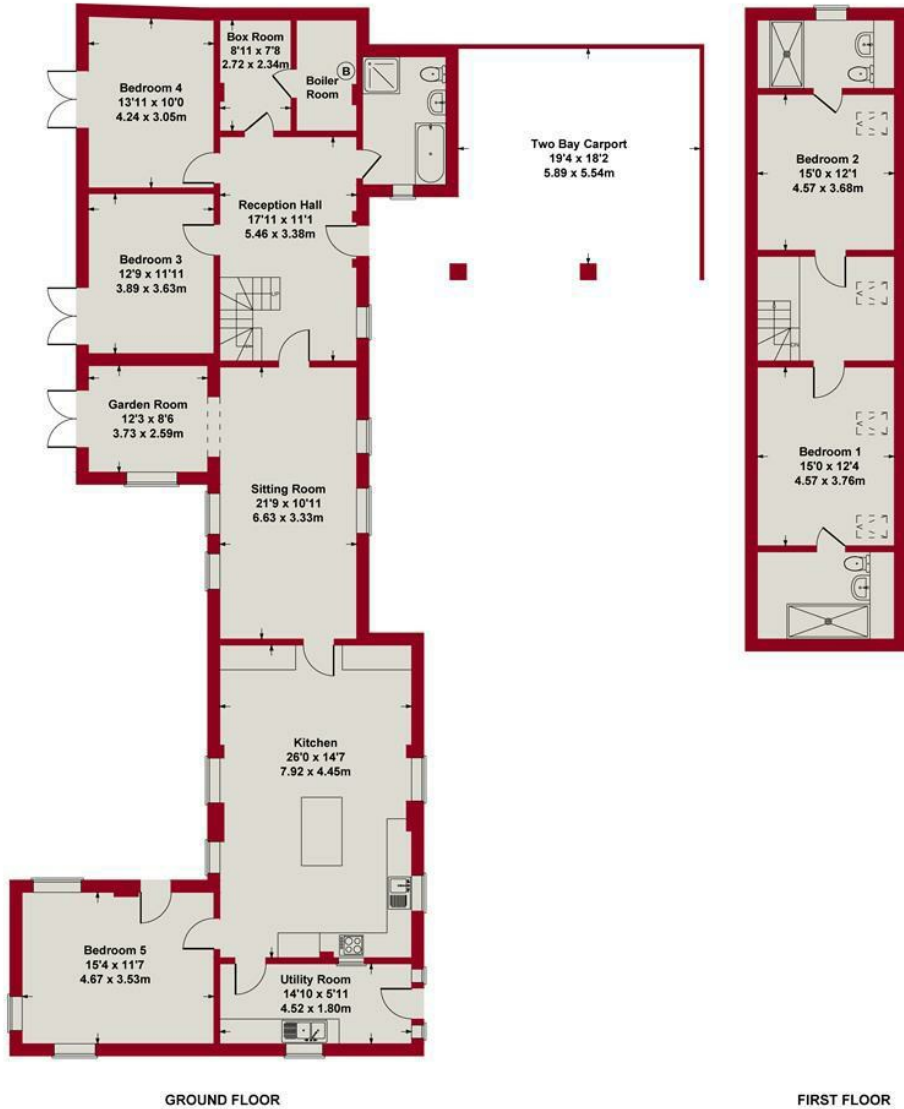 Box Room
8'11 x 7'8
2.72 x 2.34m
Bedroom 4
13'11 x 10'0
4.24 x 3.05m
B
Boiler
Room
Two Bay Carport
19'4 x 18'2
5.89 x 5.54m
Bedroom 2
15'0 x 12'1
4.57 x 3.68m
Reception Hall
17'11 x 11'1
5.46 x 3.38m
Bedroom 3
12'9 x 11'11
3.89 x 3.63m
Garden Room
12'3 x 8'6
3.73 x 2.59m
Bedroom 1
15'0 x 12'4
4.57 x 3.76m
Sitting Room
21'9 x 10'11
6.63 x 3.33m
Kitchen
26'0 x 14'7
7.92 x 4.45m
Bedroom 5
15'4 x 11'7
4.67 x 3.53m
Utility Room
14'10 x 5'11
4.52 x 1.80m
GROUND FLOOR
FIRST FLOOR